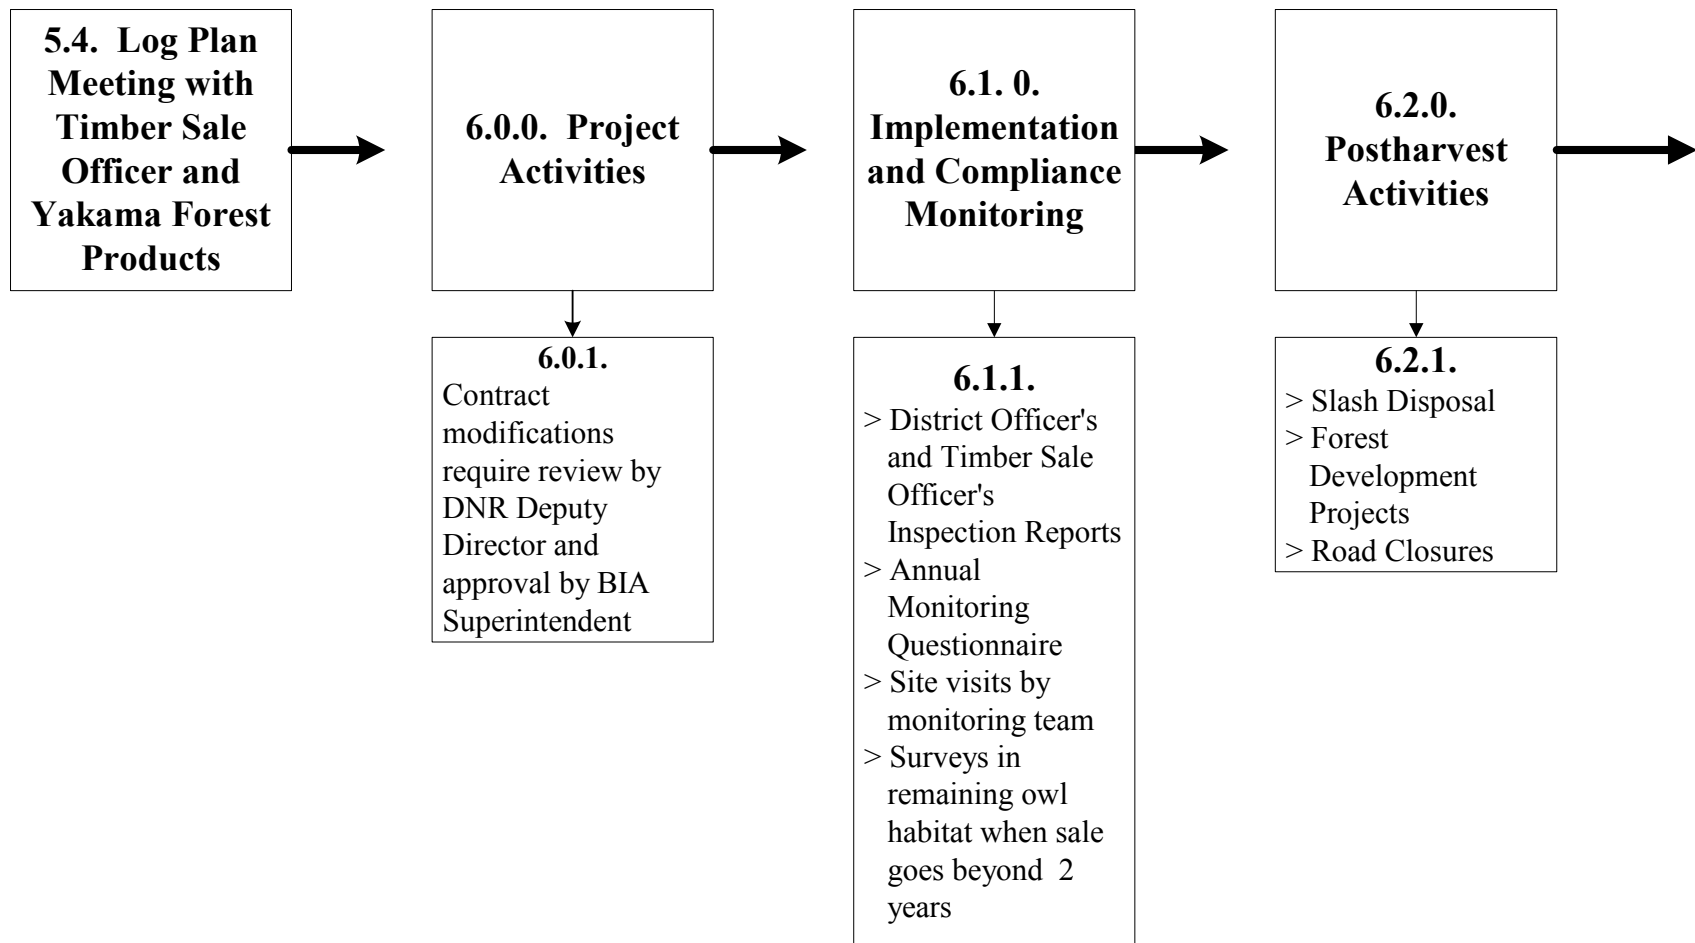 5.4.  Log Plan
Meeting with
Timber Sale
Officer and
Yakama Forest
Products
6.0.0.  Project
Activities
6.1. 0.
Implementation
and Compliance
Monitoring
6.2.0.
Postharvest
Activities
6.0.1.
Contract
modifications
require review by
DNR Deputy
Director and
approval by BIA
Superintendent
6.1.1.
> District Officer's
and Timber Sale
Officer's
Inspection Reports
> Annual
Monitoring
Questionnaire
> Site visits by
monitoring team
> Surveys in
remaining owl
habitat when sale
goes beyond  2
years
6.2.1.
> Slash Disposal
> Forest
Development
Projects
> Road Closures